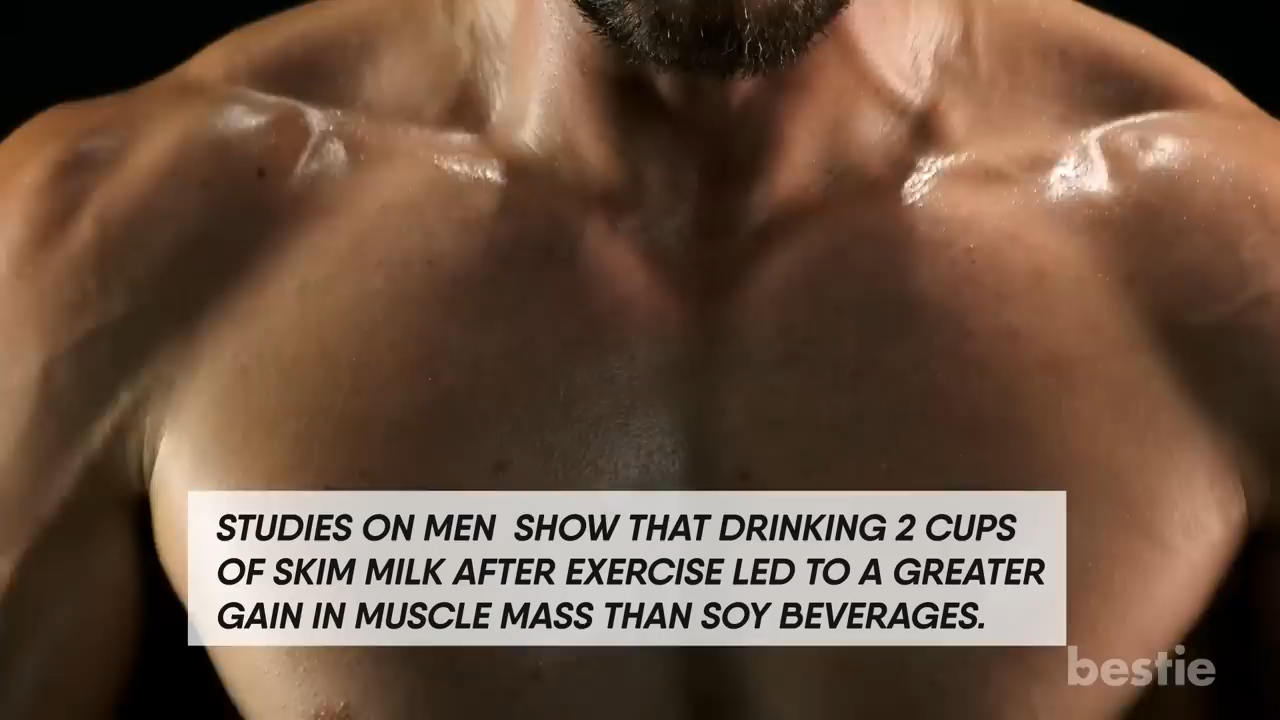 STUDIES ON MEN  SHOW THAT DRINKING 2 CUPS
OF SKIM MILK AFTER EXERCISE LED TO A GREATER
GAIN IN MUSCLE MASS THAN SOY BEVERAGES.
bestie